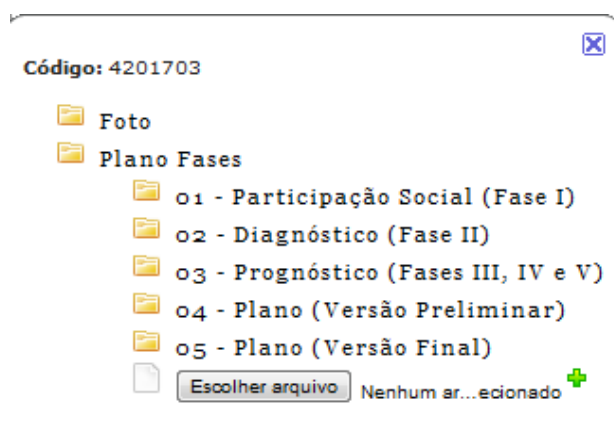 Código: 4201703
Foto
Plano Fases
01 - Participação Social (Fase I)
02 - Diagnóstico (Fase II)
03 - Prognóstico (Fases III, IV e V)
04 - Plano (Versão Preliminar)
05 - Plano (Versão Final)
Escolher arquivo Nenhum ar...ecionado